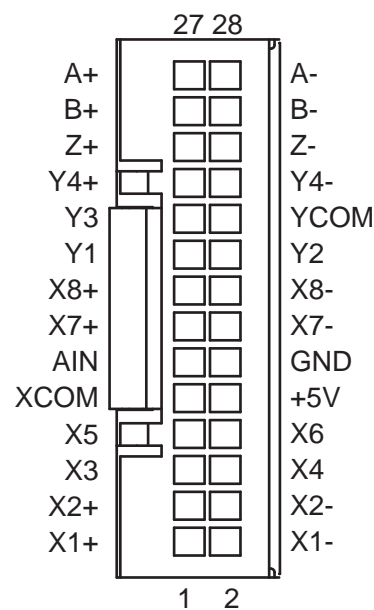 27 28
A+ A-
B+ B-
Z+ Z-
Y4+ Y4-
Y3 YCOM
Y1 Y2
X8+ X8-
X7+ X7-
AIN GND
XCOM +5V
X5 X6
X3 X4
X2+ X2-
X1+ X1-
1 2